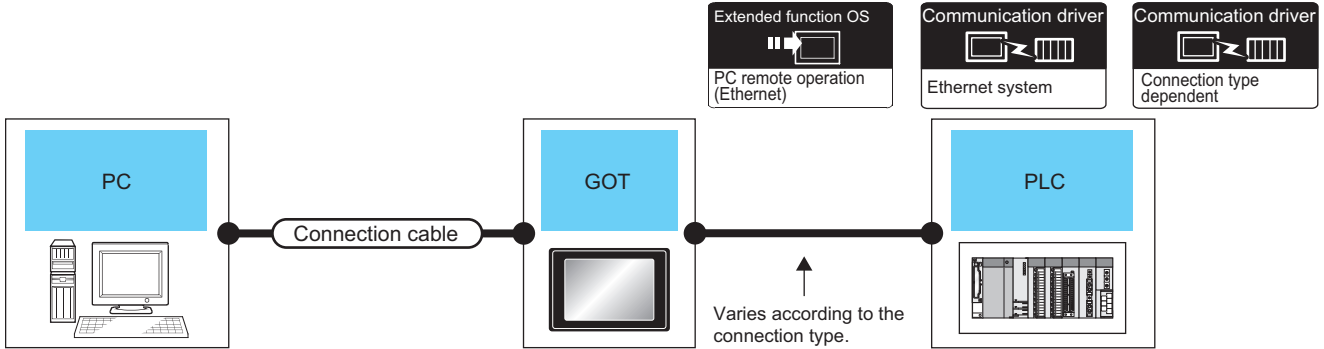 Extended function OS
PC remote operation
(Ethernet)
Communication driver
Ethernet system
Communication driver
Connection type
dependent
PC
Connection cable
GOT
Varies according to the
connection type.
PLC